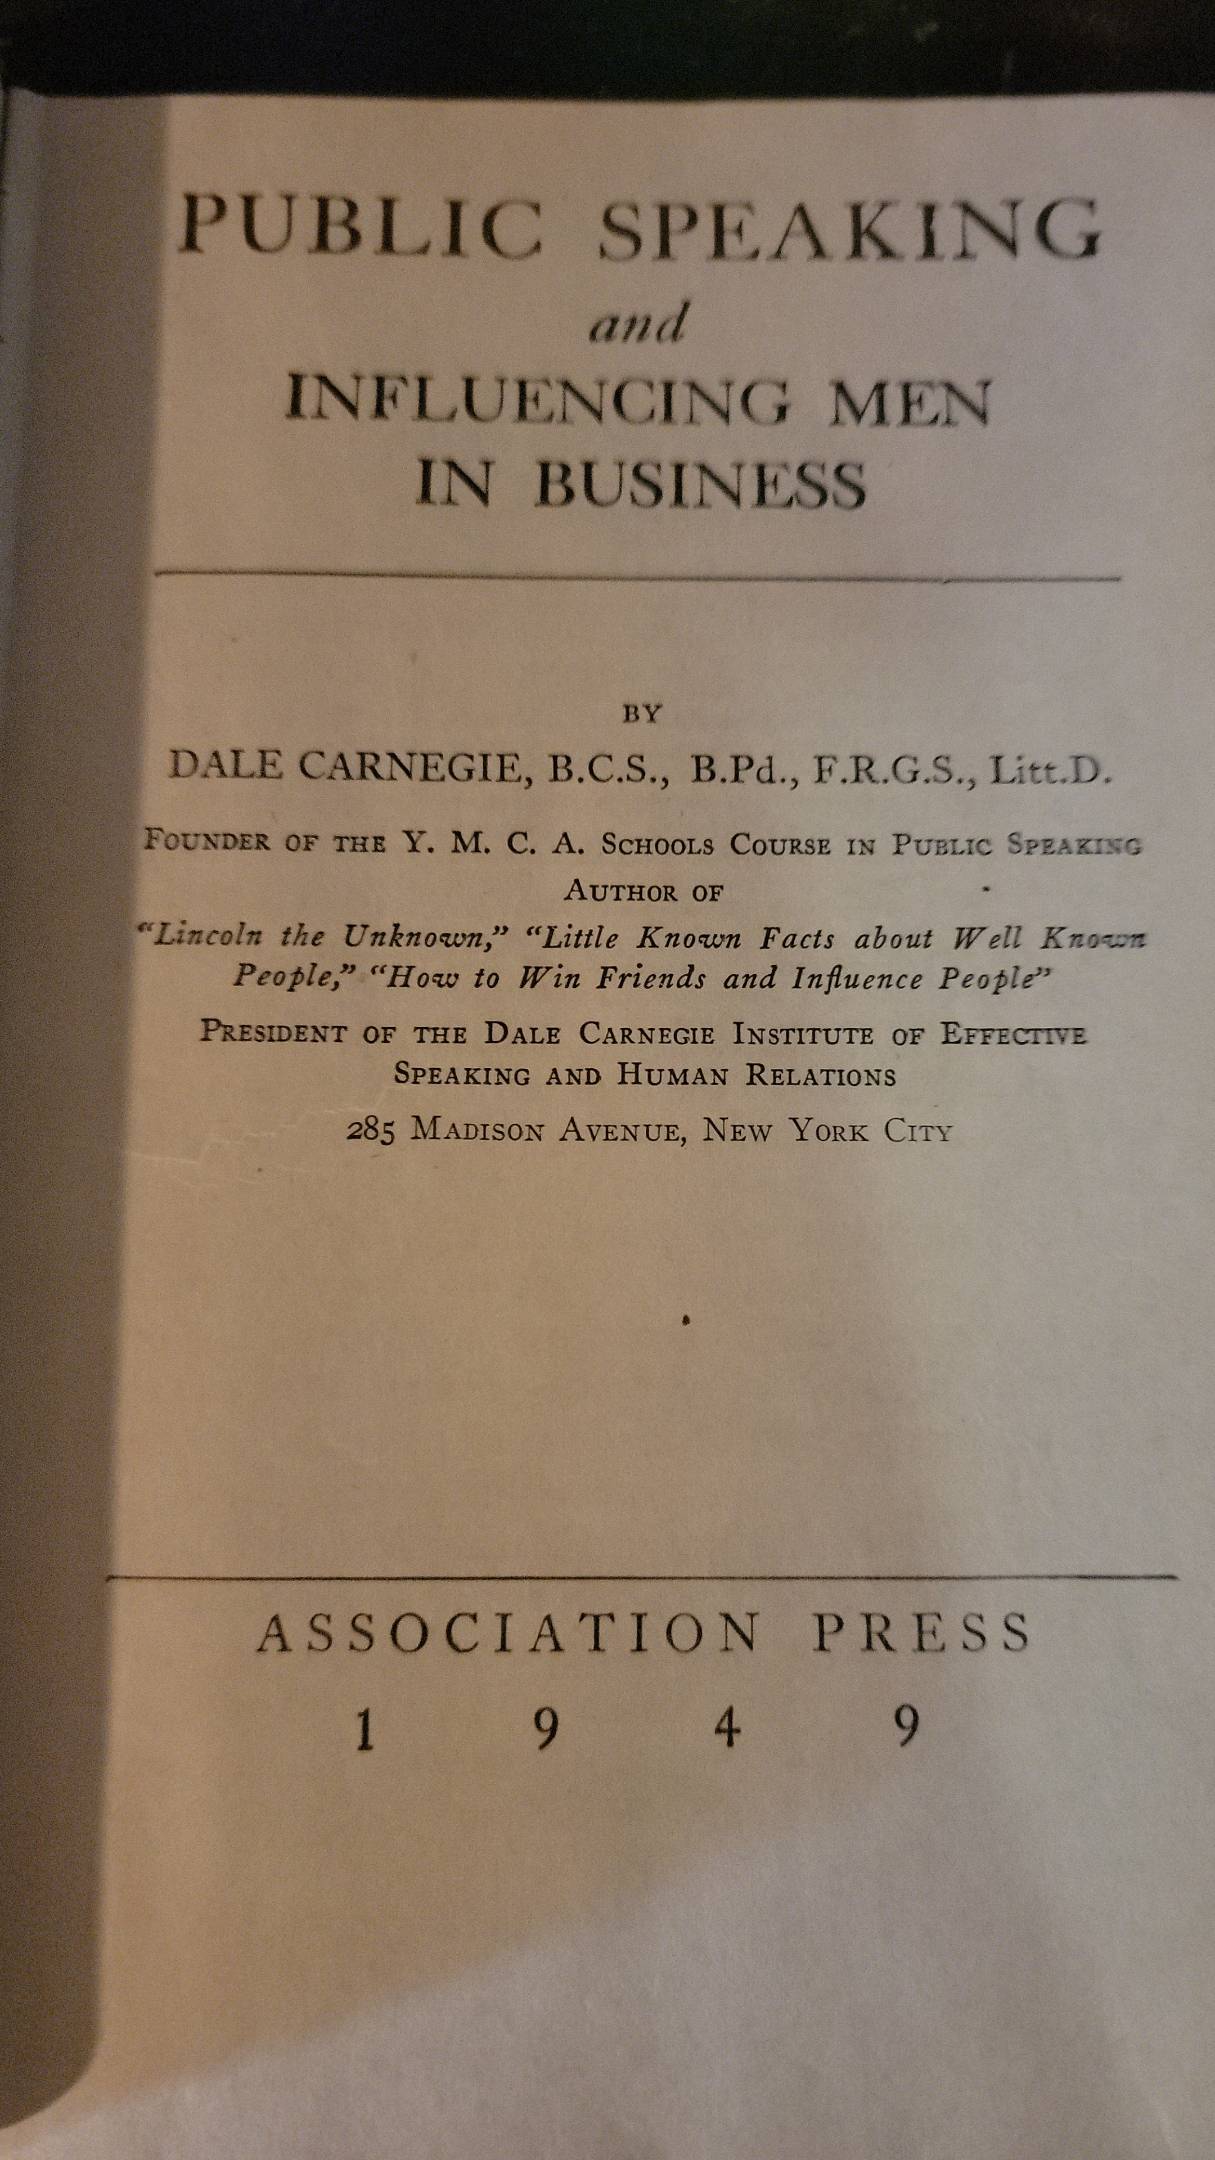 PUBLIC SPEAKING
and
INFLUENCING MEN
IN BUSINESS
BY
DALE CARNEGIE, B.C.S., B.Pd., F.R.G.S., Litt.D.
FOUNDER OF THE Y. M. C. A. SCHOOLS COURSE IN PUBLIC SPEAKING
AUTHOR OF
“Lincoln the Unknown,” “Little Known Facts about Well Known
People,” “How to Win Friends and Influence People”
PRESIDENT OF THE DALE CARNEGIE INSTITUTE OF EFFECTIVE
SPEAKING AND HUMAN RELATIONS
285 MADISON AVENUE, NEW YORK CITY
ASSOCIATION PRESS
1 9 4 9